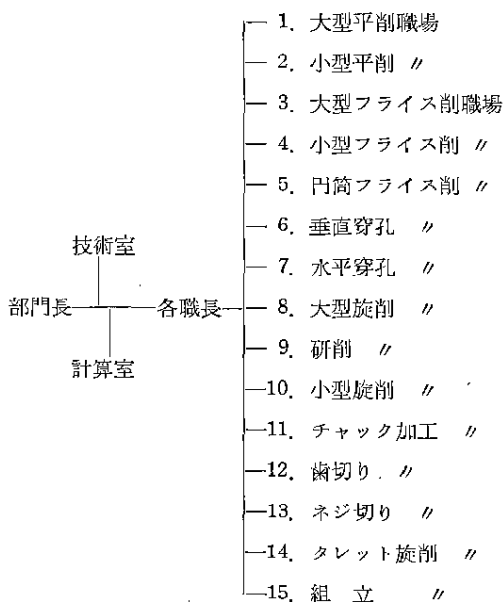 1. 大型平削職場
2. 小型平削 〃
3. 大型フライス削職場
4. 小型フライス削 〃
5. 円筒フライス削 〃
6. 垂直穿孔 〃
技術室
7. 水平穿孔 〃
部門長 各職長 8. 大型旋削 〃
9. 研削 〃
計算室
10. 小型旋削 〃
11. チャック加工 〃
12. 歯切り 〃
13. ネジ切り 〃
14. タレット旋削 〃
15. 組 立 〃